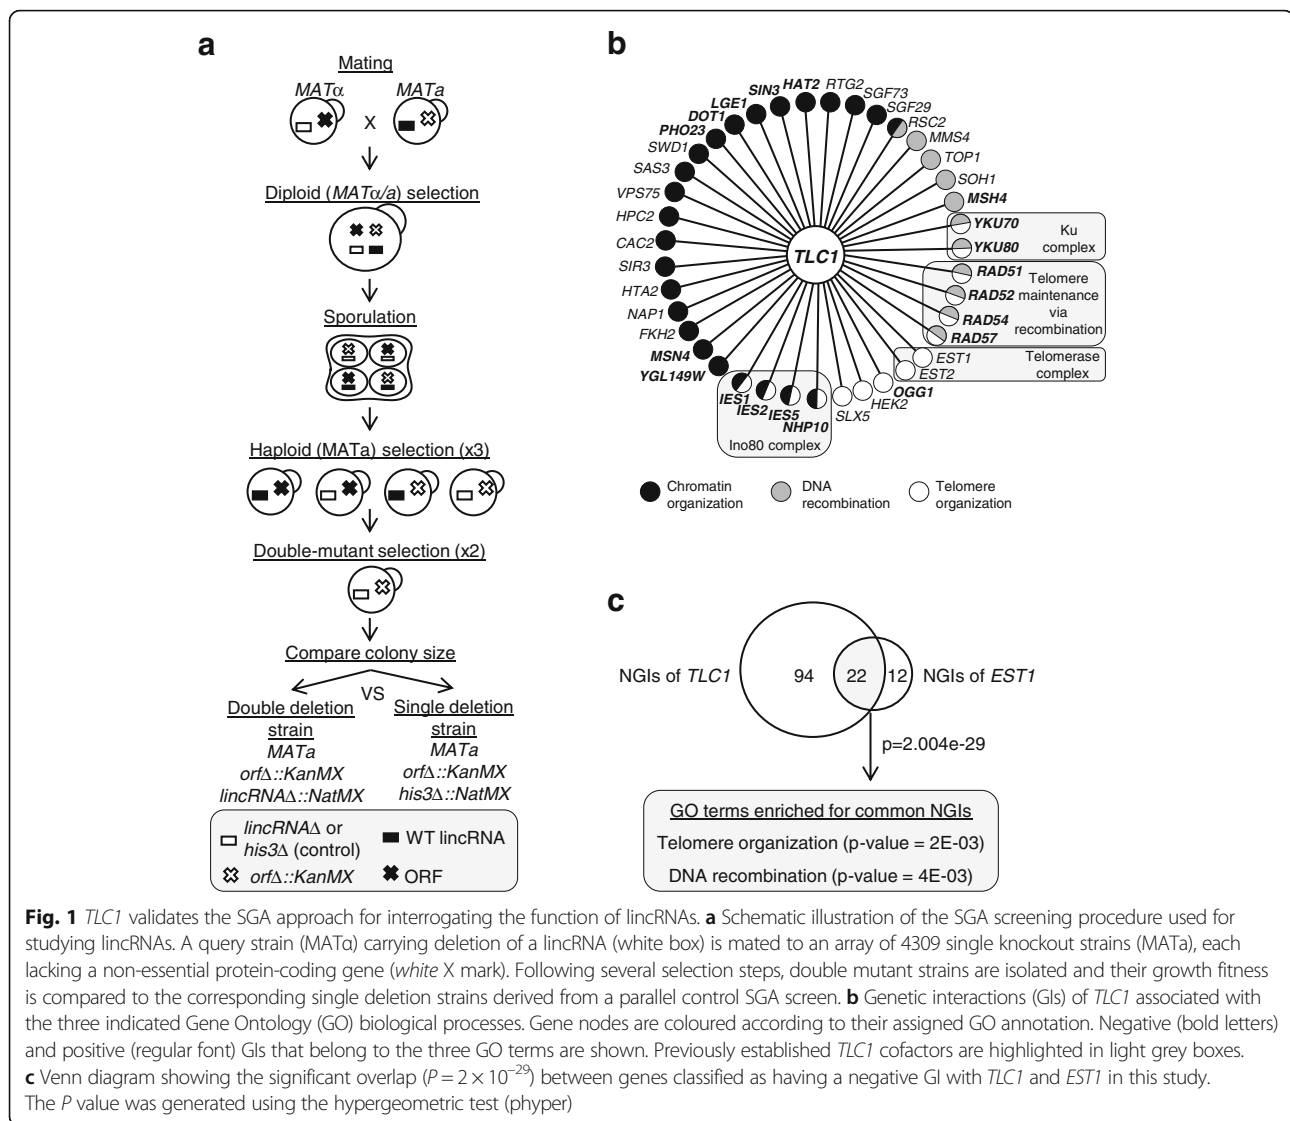 a
Mating
MATα
MATa
X
Diploid (MATα/a) selection
Sporulation
Haploid (MATa) selection (x3)
Double-mutant selection (x2)
Compare colony size
VS
Double deletion
strain
MATa
orfΔ::KanMX
lincRNAΔ::NatMX
Single deletion
strain
MATa
orfΔ::KanMX
his3Δ::NatMX
lincRNAΔ or
his3Δ (control)
WT lincRNA
orfΔ::KanMX
ORF
b
TLC1
HAT2
RTG2
SGF73
SGF29
RSC2
MMS4
TOP1
SOH1
MSH4
YKU70
YKU80
Ku
complex
RAD51
RAD52
RAD54
RAD57
Telomere
maintenance
via
recombination
EST1
EST2
Telomerase
complex
OGG1
HEK2
SLX5
NHP10
IES5
IES2
IES1
Ino80 complex
YGL149W
MSN4
FKH2
NAP1
HTA2
SIR3
CAC2
HPC2
VPS75
SAS3
SWD1
PHO23
DOT1
LGE1
SIN3
Chromatin
organization
DNA
recombination
Telomere
organization
c
NGIs of TLC1
94
22
12
NGIs of EST1
p=2.004e-29
GO terms enriched for common NGIs
Telomere organization (p-value = 2E-03)
DNA recombination (p-value = 4E-03)
Fig. 1 TLC1 validates the SGA approach for interrogating the function of lincRNAs. a Schematic illustration of the SGA screening procedure used for
studying lincRNAs. A query strain (MATα) carrying deletion of a lincRNA (white box) is mated to an array of 4309 single knockout strains (MATa), each
lacking a non-essential protein-coding gene (white X mark). Following several selection steps, double mutant strains are isolated and their growth fitness
is compared to the corresponding single deletion strains derived from a parallel control SGA screen. b Genetic interactions (GIs) of TLC1 associated with
the three indicated Gene Ontology (GO) biological processes. Gene nodes are coloured according to their assigned GO annotation. Negative (bold letters)
and positive (regular font) GIs that belong to the three GO terms are shown. Previously established TLC1 cofactors are highlighted in light grey boxes.
c Venn diagram showing the significant overlap (P = 2 × 10⁻²⁹) between genes classified as having a negative GI with TLC1 and EST1 in this study.
The P value was generated using the hypergeometric test (phyper)